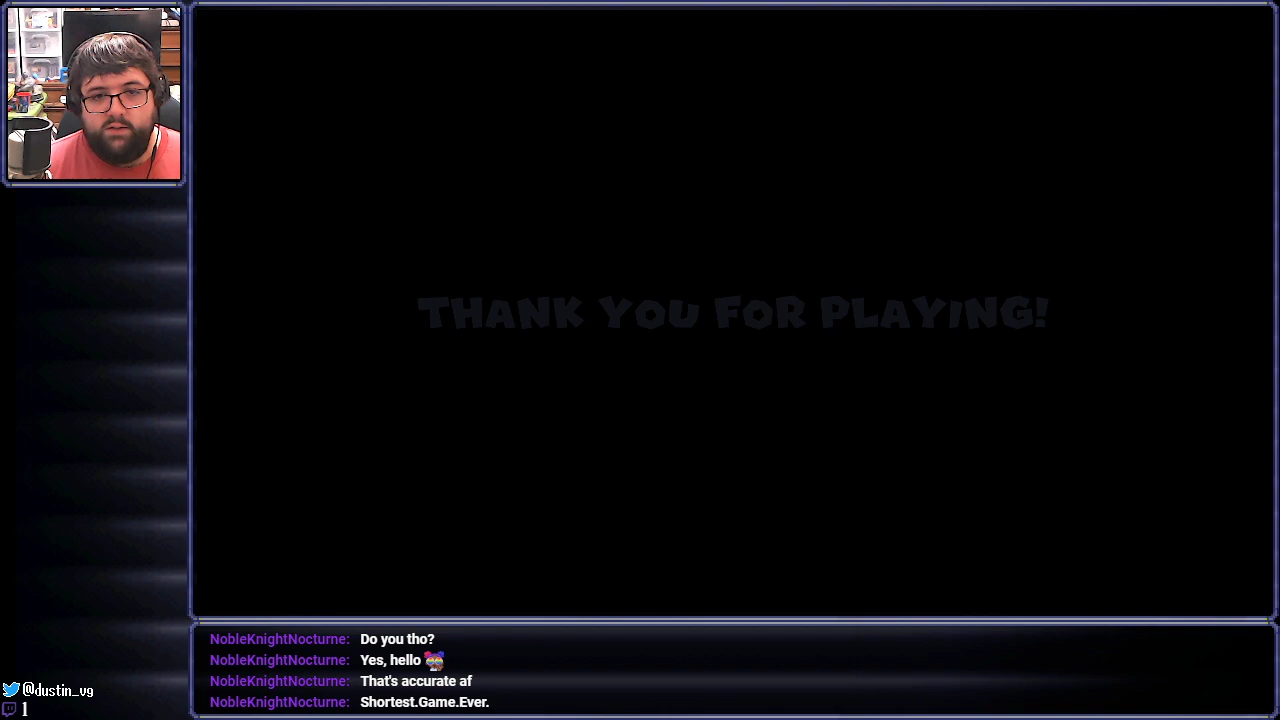 THANK YOU FOR PLAYING!
NobleKnightNocturne: Do you tho?
NobleKnightNocturne: Yes, hello
NobleKnightNocturne: That's accurate af
NobleKnightNocturne: Shortest.Game.Ever.
@dustin_vg
1